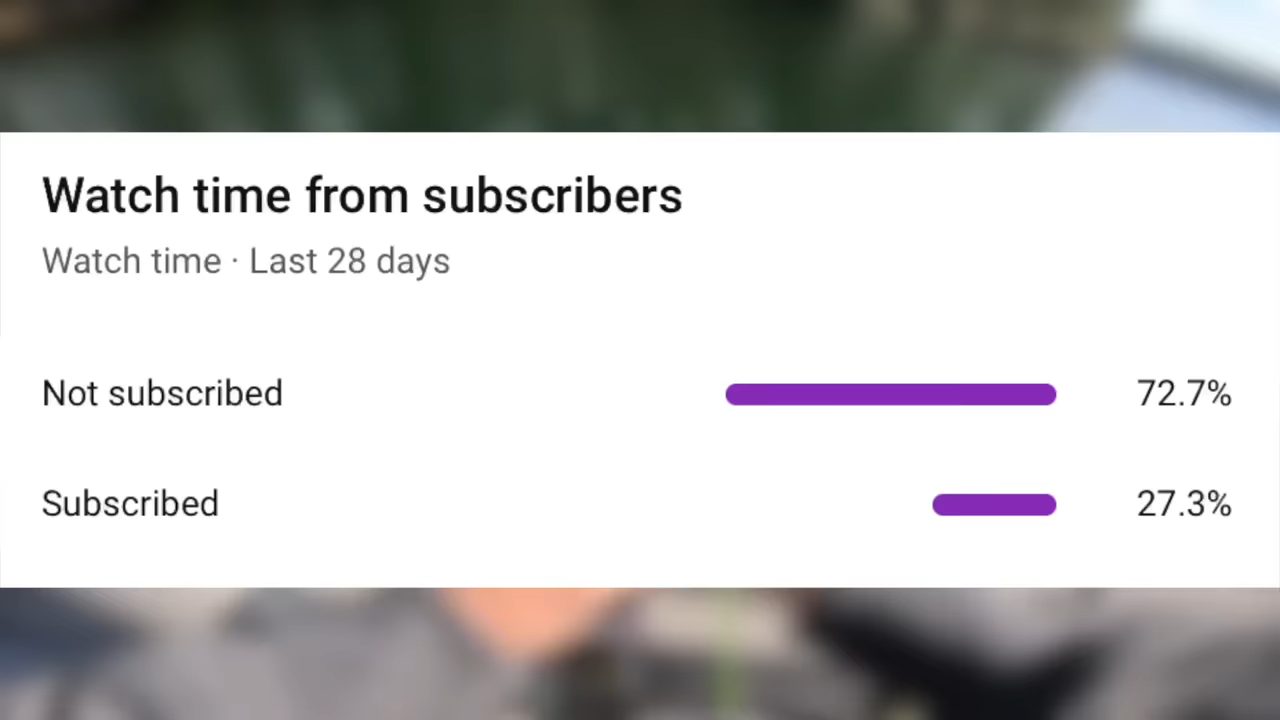 Watch time from subscribers
Watch time · Last 28 days
Not subscribed 72.7%
Subscribed 27.3%